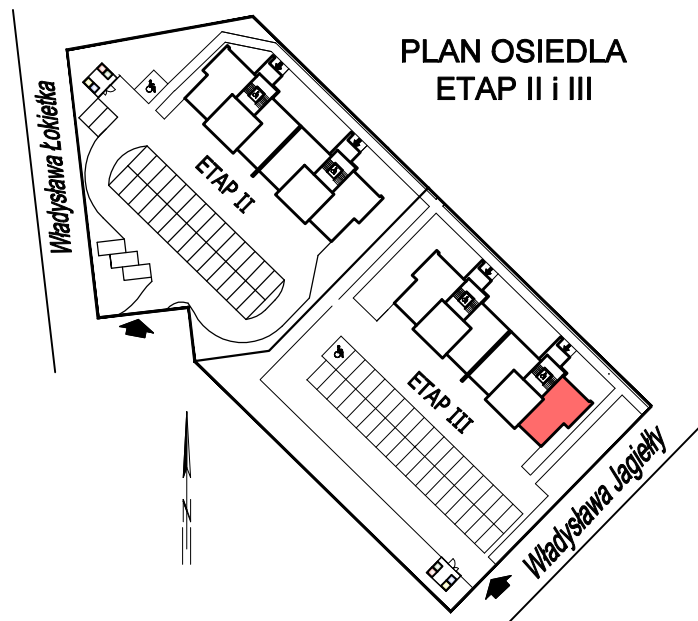 PLAN OSIEDLA
ETAP II i III
Władysława Łokietka
ETAP II
ETAP III
Władysława Jagiełły
N